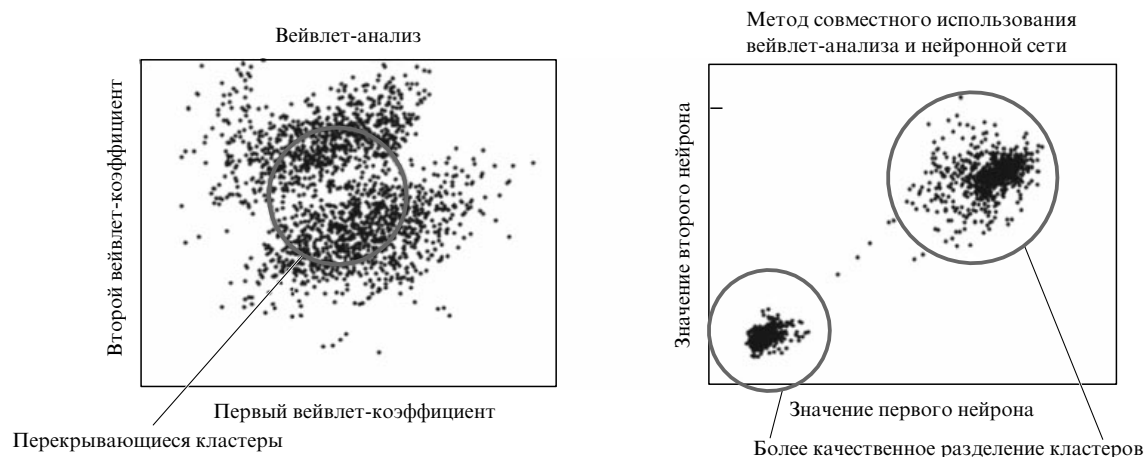 Вейвлет-анализ
Второй вейвлет-коэффициент
Первый вейвлет-коэффициент
Перекрывающиеся кластеры
Метод совместного использования
вейвлет-анализа и нейронной сети
Значение второго нейрона
Значение первого нейрона
Более качественное разделение кластеров